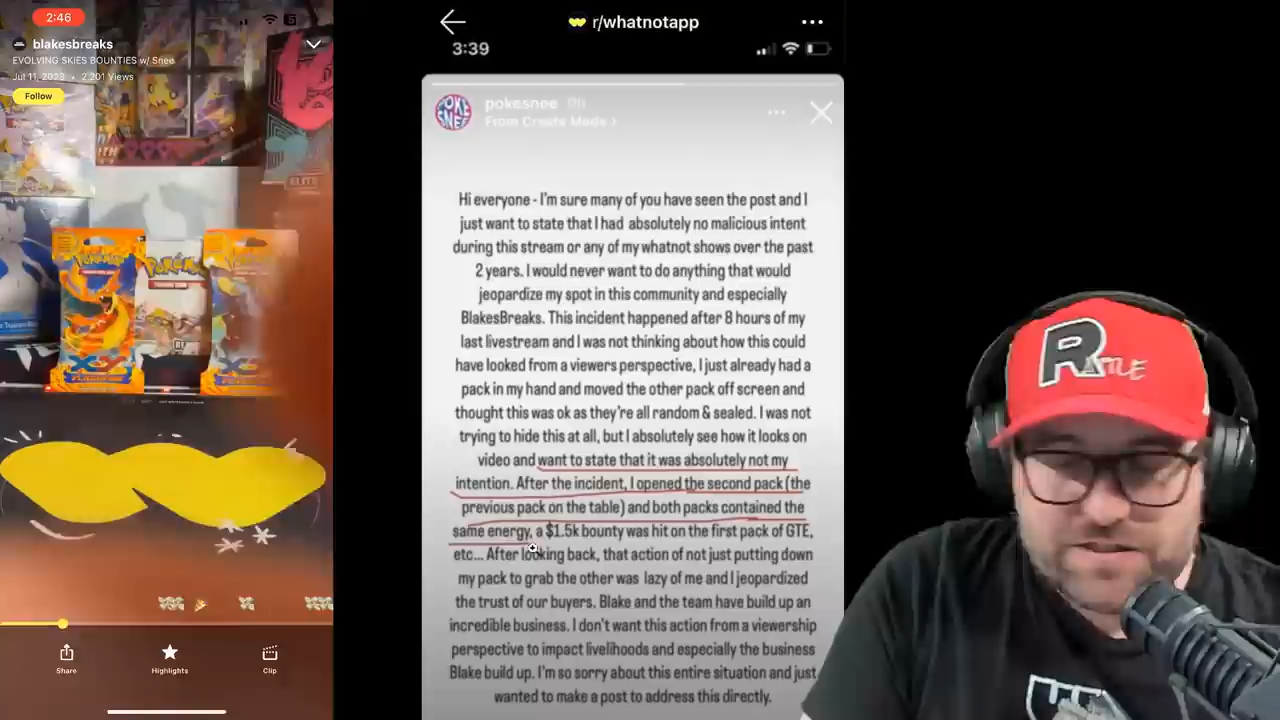 2:46
blakesbreaks
EVOLVING SKIES BOUNTIES w/ Snee
Jul 11, 2023 • 2,201 Views
Follow
ELITE
POKÉMON
XY
XY
Share
Highlights
Clip
r/whatnotapp
3:39
POKE SNEE
pokesnee 9h
From Create Mode >
Hi everyone - I'm sure many of you have seen the post and I
just want to state that I had absolutely no malicious intent
during this stream or any of my whatnot shows over the past
2 years. I would never want to do anything that would
jeopardize my spot in this community and especially
BlakesBreaks. This incident happened after 8 hours of my
last livestream and I was not thinking about how this could
have looked from a viewers perspective, I just already had a
pack in my hand and moved the other pack off screen and
thought this was ok as they're all random & sealed. I was not
trying to hide this at all, but I absolutely see how it looks on
video and want to state that it was absolutely not my
intention. After the incident, I opened the second pack (the
previous pack on the table) and both packs contained the
same energy, a $1.5k bounty was hit on the first pack of GTE,
etc... After looking back, that action of not just putting down
my pack to grab the other was lazy of me and I jeopardized
the trust of our buyers. Blake and the team have build up an
incredible business. I don't want this action from a viewership
perspective to impact livelihoods and especially the business
Blake build up. I'm so sorry about this entire situation and just
wanted to make a post to address this directly.